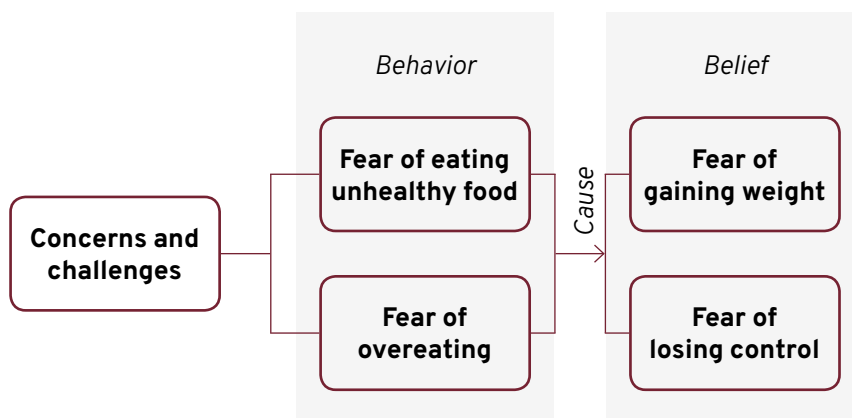 Behavior
Belief
Fear of eating
unhealthy food
Cause
Fear of
gaining weight
Concerns and
challenges
Fear of
overeating
Fear of
losing control